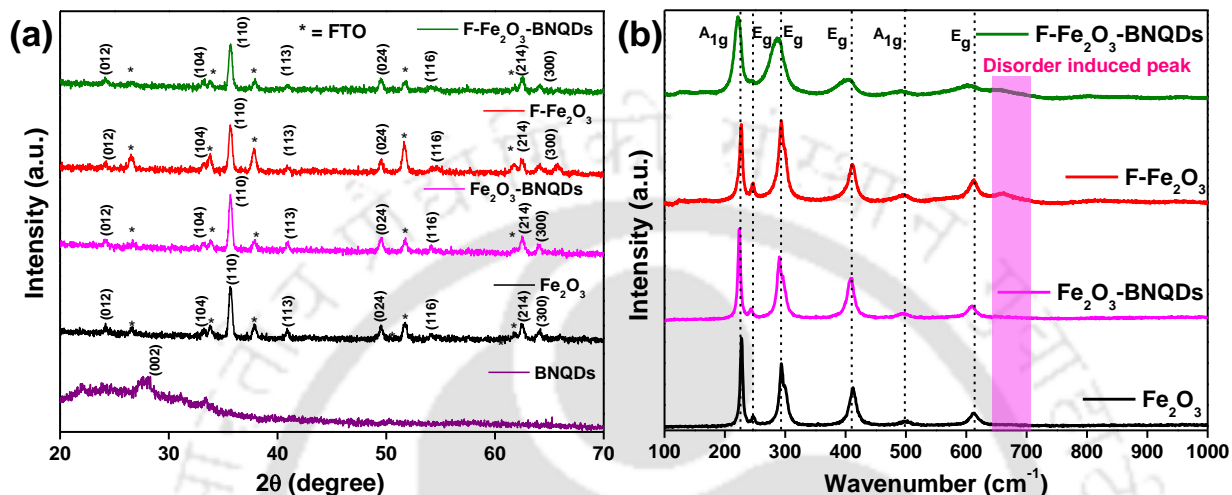 (a)
* = FTO
F-Fe₂O₃-BNQDs
(012) * (104) * (110) * (113) (024) * (116) * (214) (300)
F-Fe₂O₃
(012) * (104) * (110) * (113) (024) * (116) * (214) (300)
Fe₂O₃-BNQDs
(012) * (104) * (110) * (113) (024) * (116) * (214) (300)
Fe₂O₃
(012) * (104) * (110) * (113) (024) * (116) * (214) (300)
BNQDs
(002)
Intensity (a.u.)
20 30 40 50 60 70
2θ (degree)
(b)
A1g Eg Eg Eg A1g Eg
F-Fe₂O₃-BNQDs
Disorder induced peak
F-Fe₂O₃
Fe₂O₃-BNQDs
Fe₂O₃
Intensity (a.u.)
100 200 300 400 500 600 700 800 900 1000
Wavenumber (cm⁻¹)